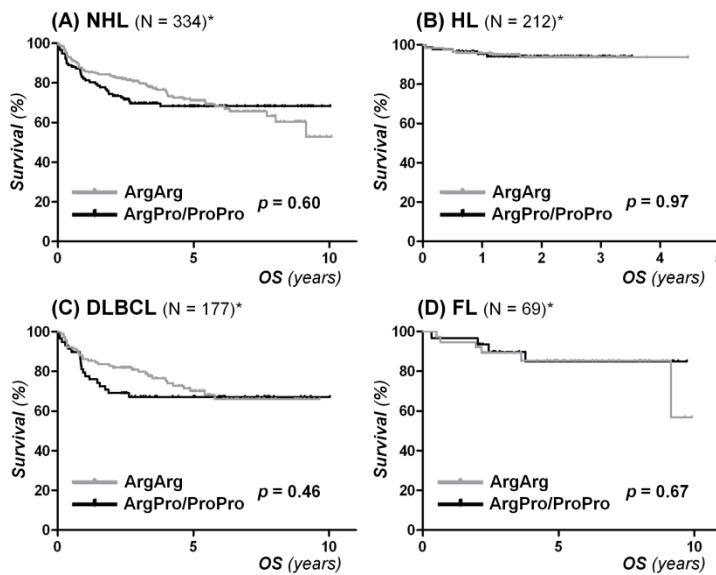 (A) NHL (N = 334)*
Survival (%)
100
80
60
40
20
0
ArgArg
ArgPro/ProPro
p = 0.60
0 5 10
OS (years)
(B) HL (N = 212)*
Survival (%)
100
80
60
40
20
0
ArgArg
ArgPro/ProPro
p = 0.97
0 1 2 3 4
OS (years)
(C) DLBCL (N = 177)*
Survival (%)
100
80
60
40
20
0
ArgArg
ArgPro/ProPro
p = 0.46
0 5 10
OS (years)
(D) FL (N = 69)*
Survival (%)
100
80
60
40
20
0
ArgArg
ArgPro/ProPro
p = 0.67
0 5 10
OS (years)